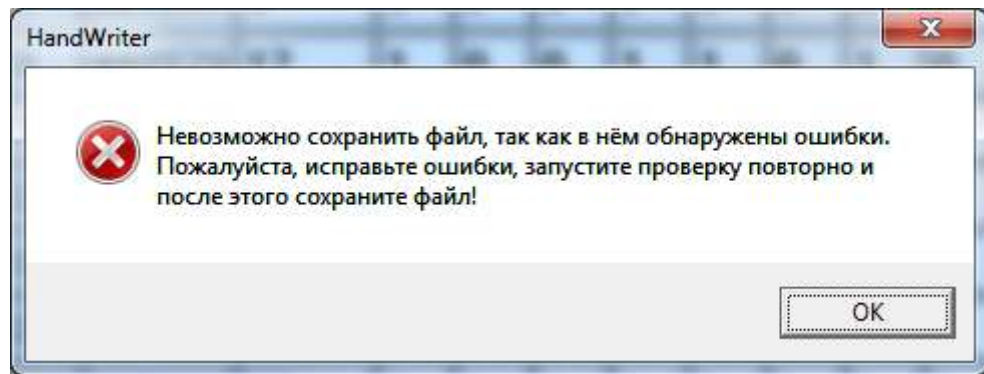 HandWriter
Невозможно сохранить файл, так как в нём обнаружены ошибки.
Пожалуйста, исправьте ошибки, запустите проверку повторно и
после этого сохраните файл!
OK